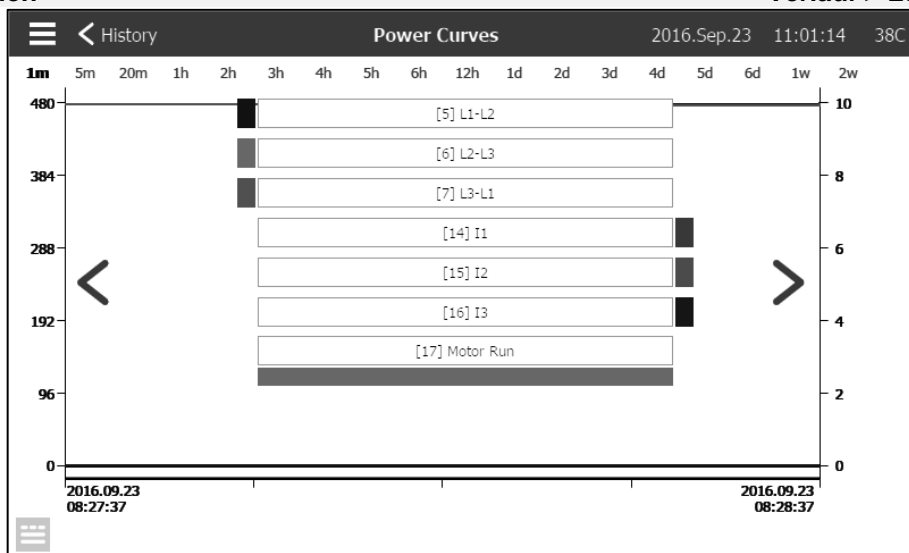 History Power Curves 2016.Sep.23 11:01:14 38C
1m 5m 20m 1h 2h 3h 4h 5h 6h 12h 1d 2d 3d 4d 5d 6d 1w 2w
480 [5] L1-L2 10
[6] L2-L3
384 8
[7] L3-L1
[14] I1
288 6
[15] I2
[16] I3
192 4
[17] Motor Run
96 2
0 0
2016.09.23 2016.09.23
08:27:37 08:28:37